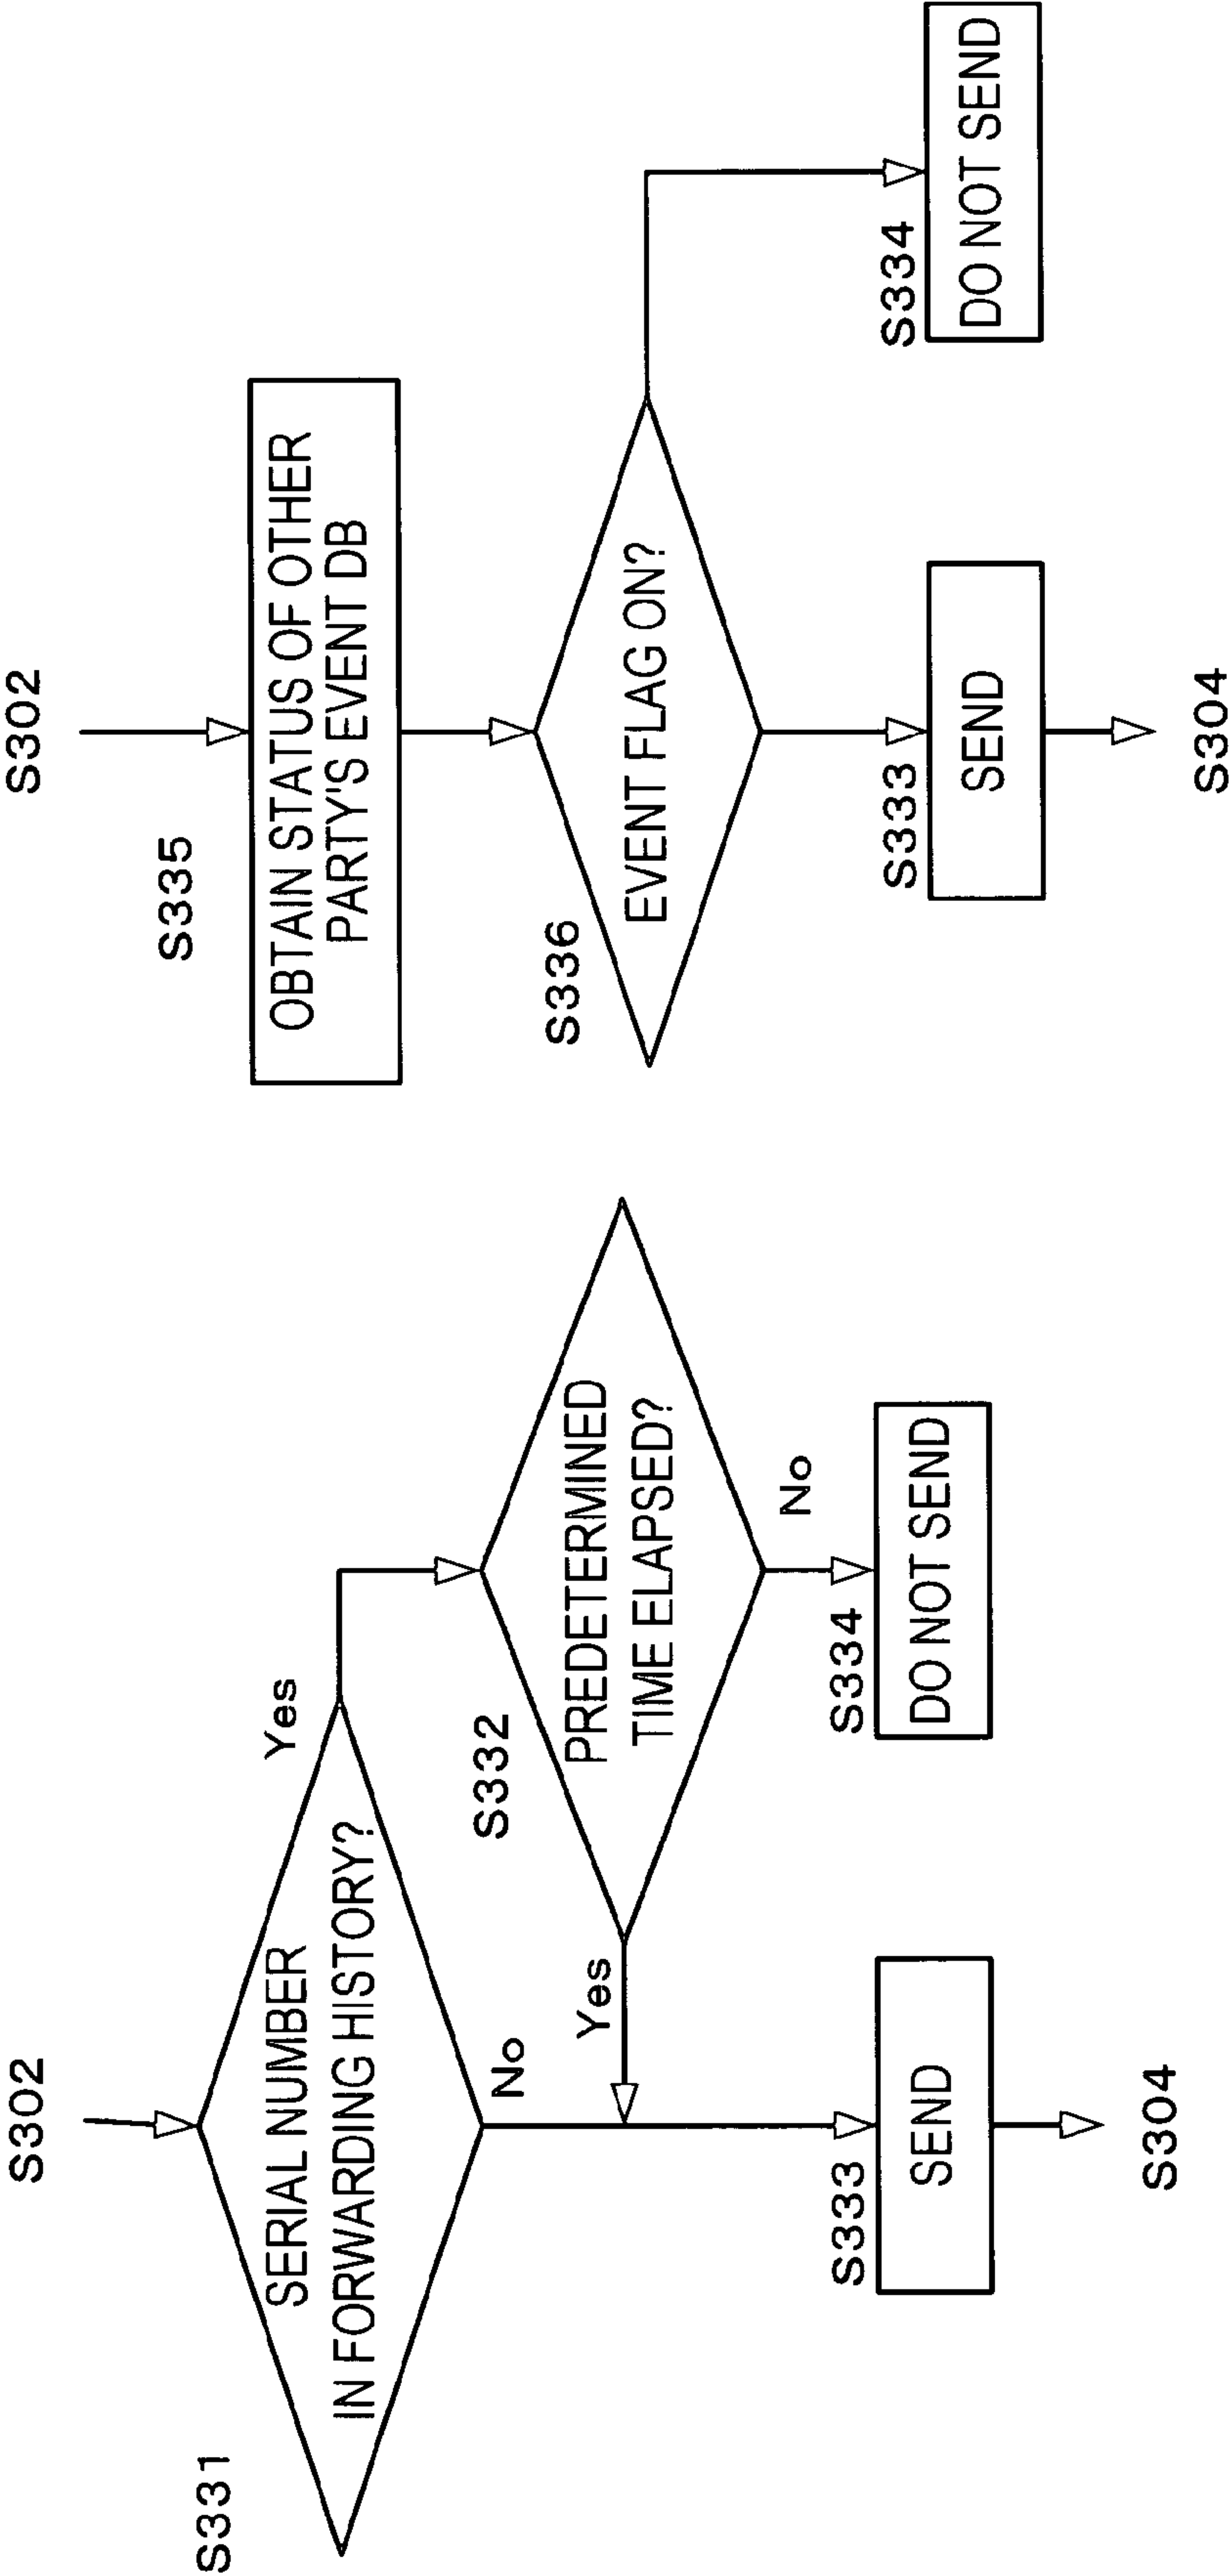 S302
S331
SERIAL NUMBER
IN FORWARDING HISTORY?
Yes
No
S332
PREDETERMINED
TIME ELAPSED?
Yes
No
S333
SEND
S334
DO NOT SEND
S304
S302
S335
OBTAIN STATUS OF OTHER
PARTY'S EVENT DB
S336
EVENT FLAG ON?
S333
SEND
S334
DO NOT SEND
S304